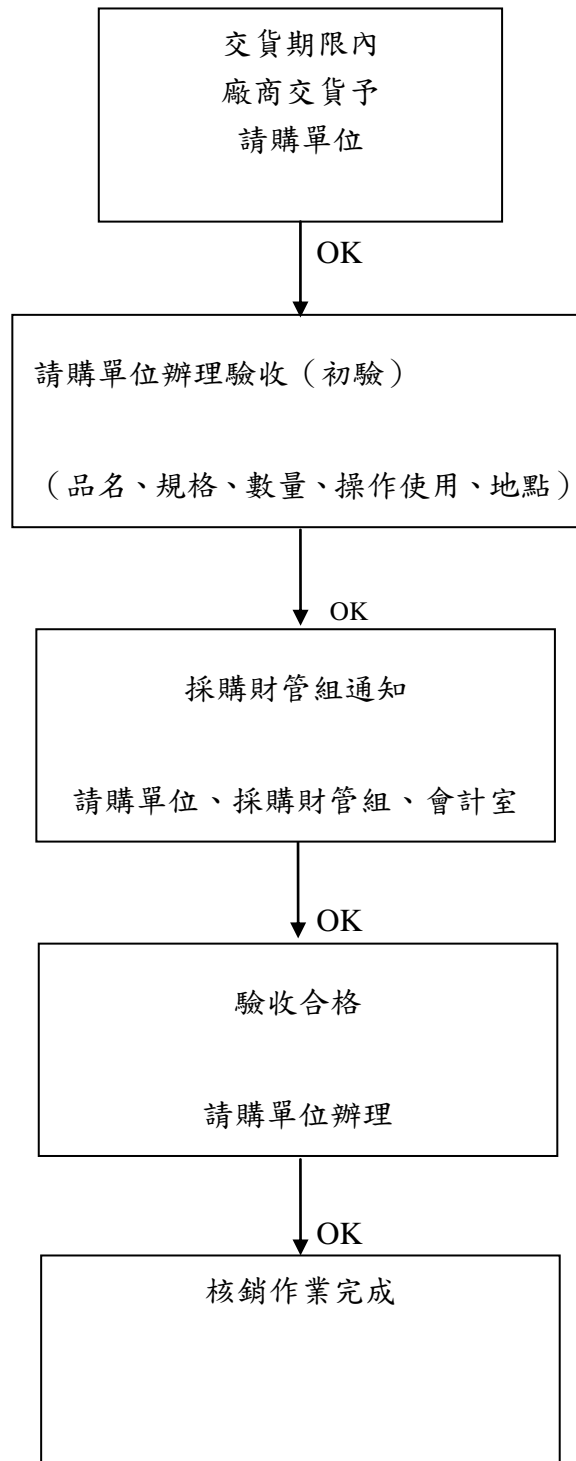 交貨期限內
廠商交貨予
請購單位
OK
請購單位辦理驗收（初驗）
（品名、規格、數量、操作使用、地點）
OK
採購財管組通知
請購單位、採購財管組、會計室
OK
驗收合格
請購單位辦理
OK
核銷作業完成